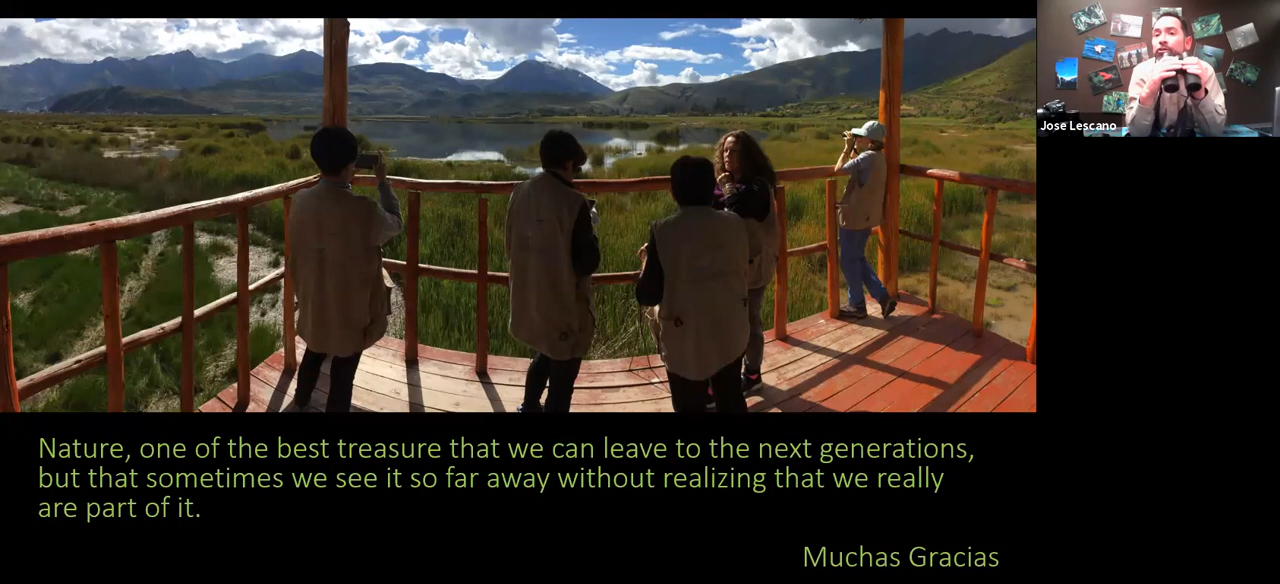 Jose Lescano
Nature, one of the best treasure that we can leave to the next generations,
but that sometimes we see it so far away without realizing that we really
are part of it.
Muchas Gracias